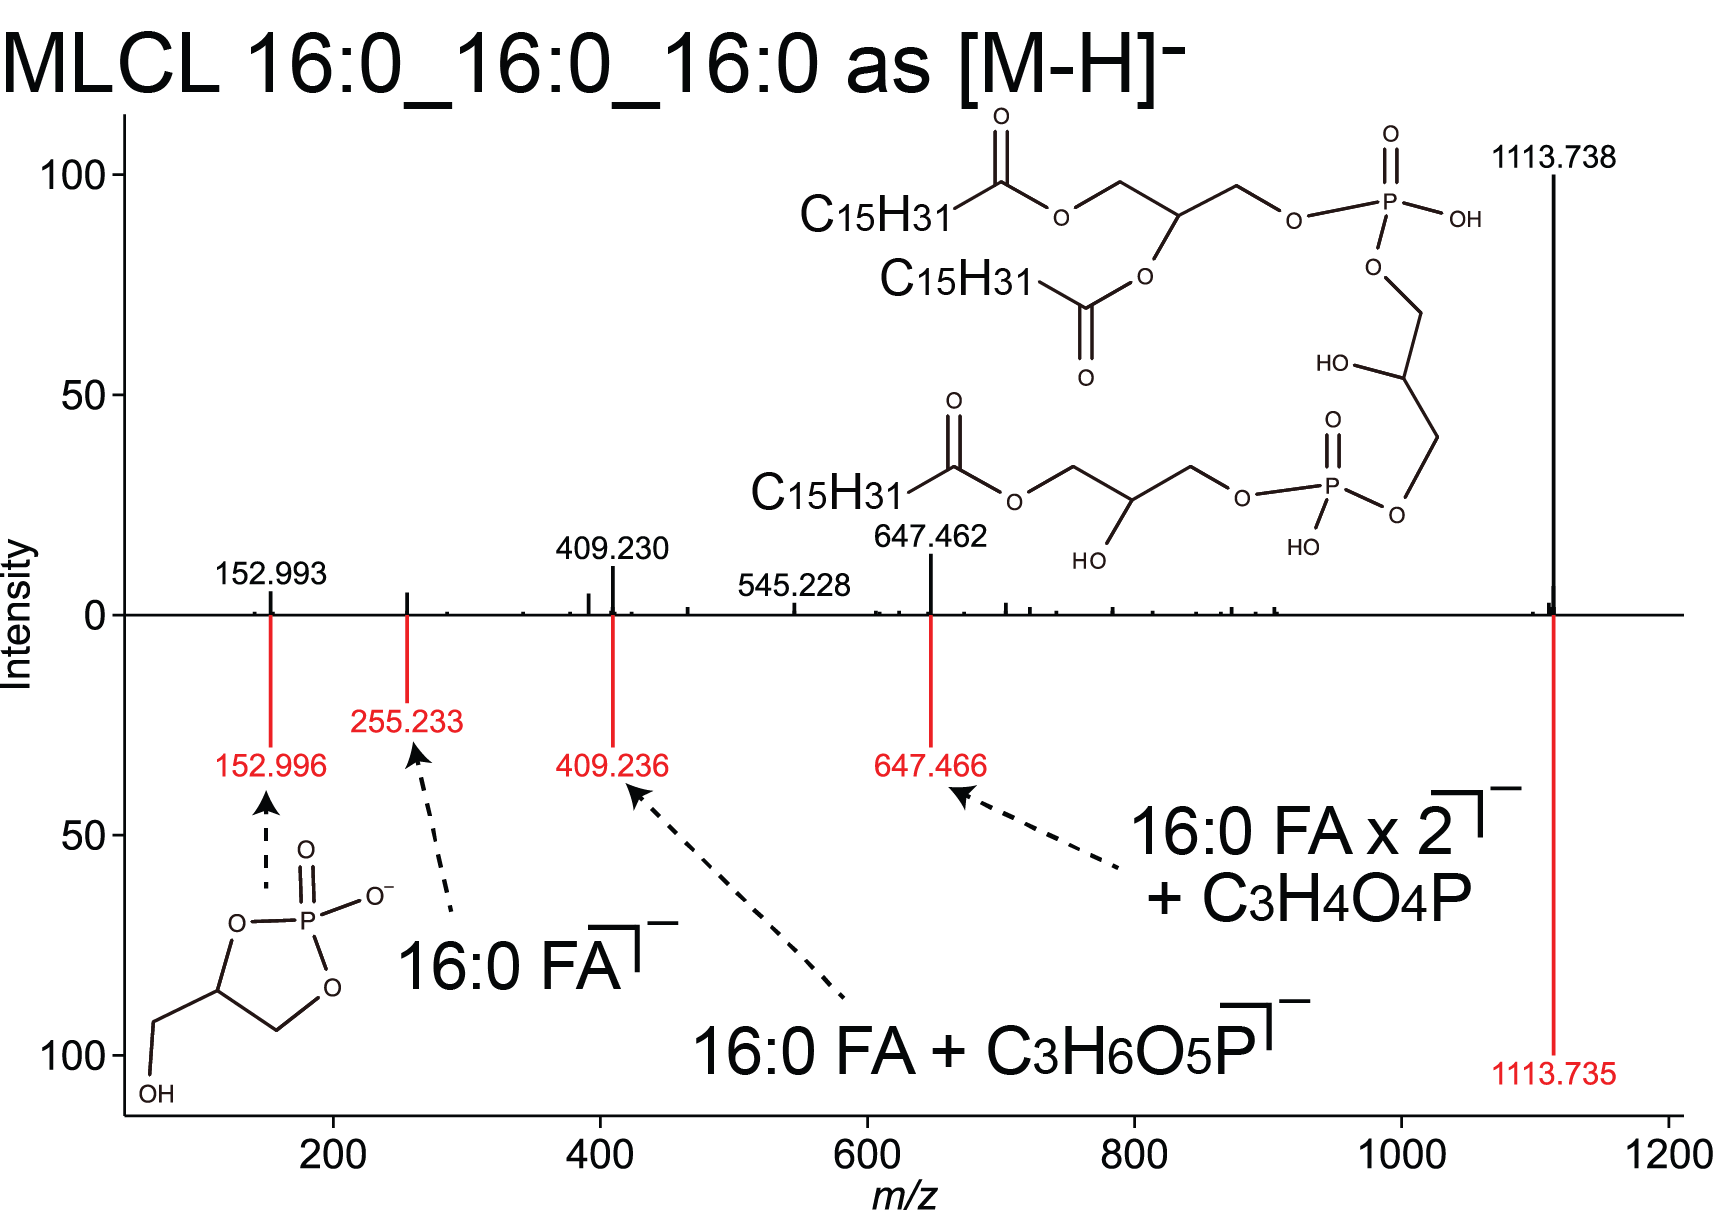 MLCL 16:0_16:0_16:0 as [M-H]⁻
O
O
100
1113.738
C15H31
O
O
P
OH
O
C15H31
O
O
HO
50
O
O
C15H31
O
HO
O
P
O
HO
647.462
409.230
545.228
152.993
0
Intensity
255.233
152.996
409.236
647.466
16:0 FA x 2⁻
+ C3H4O4P
50
O
O
P
O⁻
O
OH
16:0 FA⁻
16:0 FA + C3H6O5P⁻
100
1113.735
200
400
600
800
1000
1200
m/z